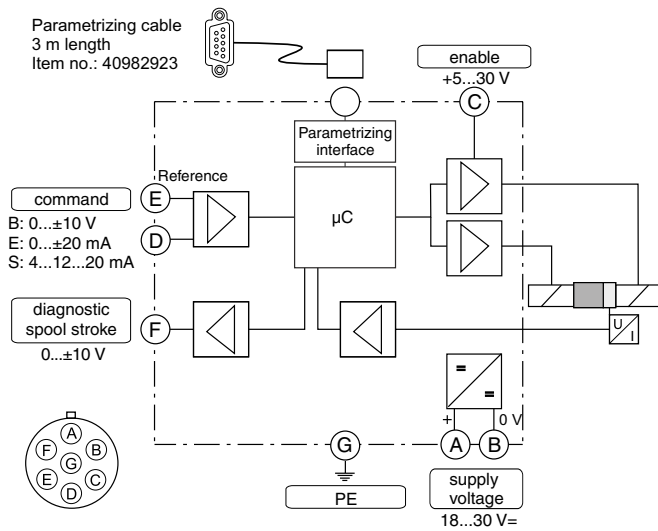 Parametrizing cable
3 m length
Item no.: 40982923
enable
+5...30 V
C
Parametrizing
interface
Reference
command
E
D
B: 0...±10 V
E: 0...±20 mA
S: 4...12...20 mA
µC
diagnostic
spool stroke
F
0...±10 V
U
I
=
=
+
0 V
G
A
B
PE
supply
voltage
18...30 V=
A
F
B
G
E
C
D